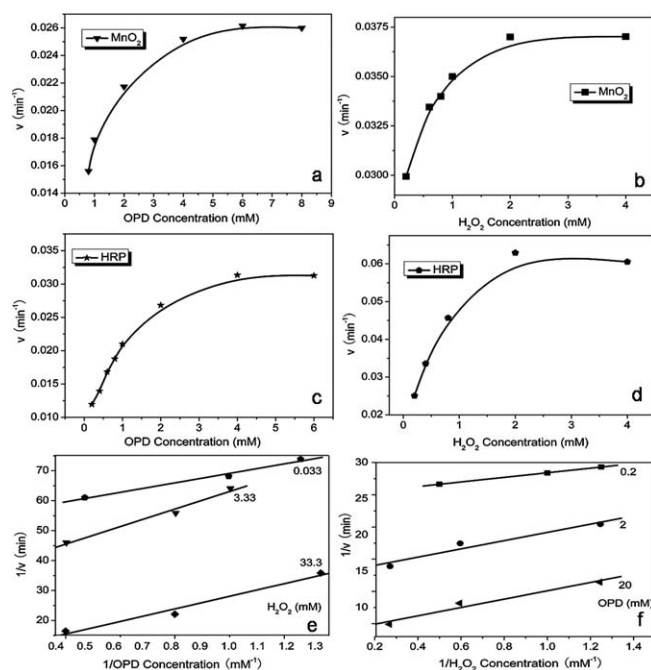 0.026
0.024
0.022
0.020
0.018
0.016
0.014
MnO₂
v (min⁻¹)
a
0 1 2 3 4 5 6 7 8 9
OPD Concentration (mM)
0.0375
0.0350
0.0325
0.0300
MnO₂
v (min⁻¹)
b
0 1 2 3 4
H₂O₂ Concentration (mM)
0.035
0.030
0.025
0.020
0.015
0.010
HRP
v (min⁻¹)
c
0 1 2 3 4 5 6
OPD Concentration (mM)
0.06
0.05
0.04
0.03
0.02
HRP
v (min⁻¹)
d
0 1 2 3 4
H₂O₂ Concentration (mM)
70
60
50
40
30
20
1/v (min)
0.033
3.33
33.3
H₂O₂ (mM)
e
0.4 0.5 0.6 0.7 0.8 0.9 1.0 1.1 1.2 1.3
1/OPD Concentration (mM⁻¹)
30
25
20
15
10
1/v (min)
0.2
2
20
OPD (mM)
f
0.2 0.4 0.6 0.8 1.0 1.2 1.4
1/H₂O₂ Concentration (mM⁻¹)